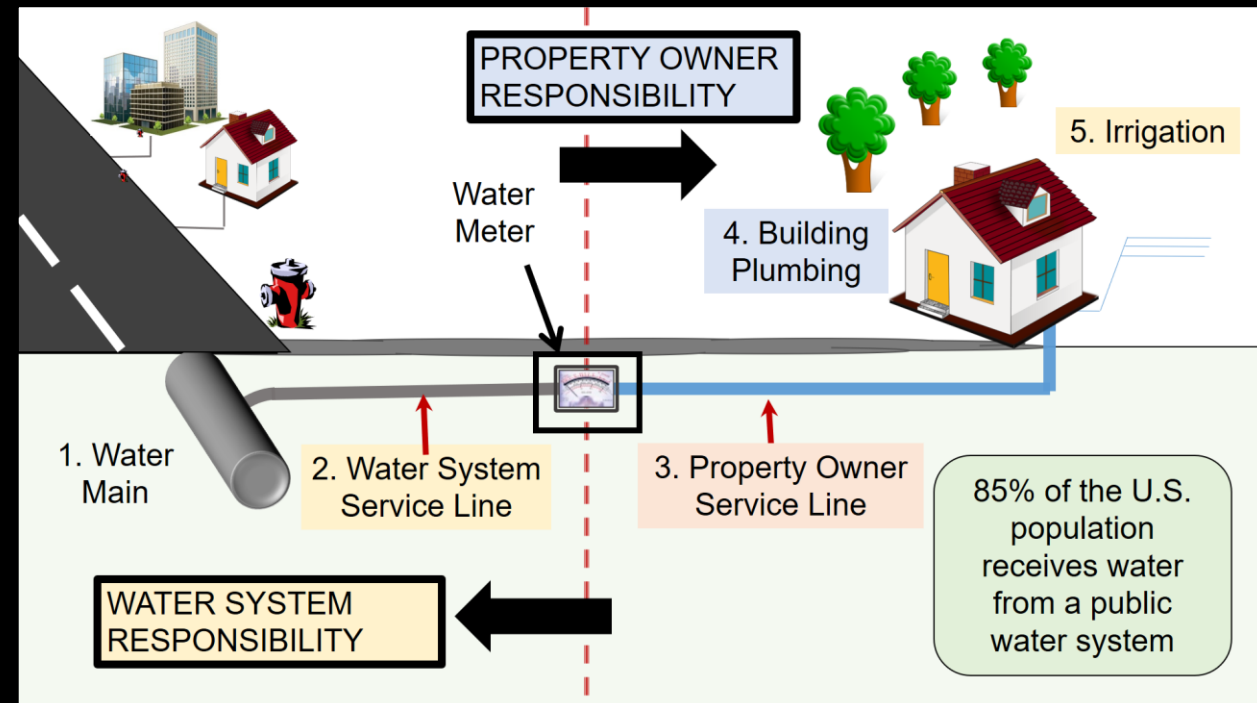 PROPERTY OWNER
RESPONSIBILITY
5. Irrigation
Water
Meter
4. Building
Plumbing
1. Water
Main
2. Water System
Service Line
3. Property Owner
Service Line
85% of the U.S.
population
receives water
from a public
water system
WATER SYSTEM
RESPONSIBILITY